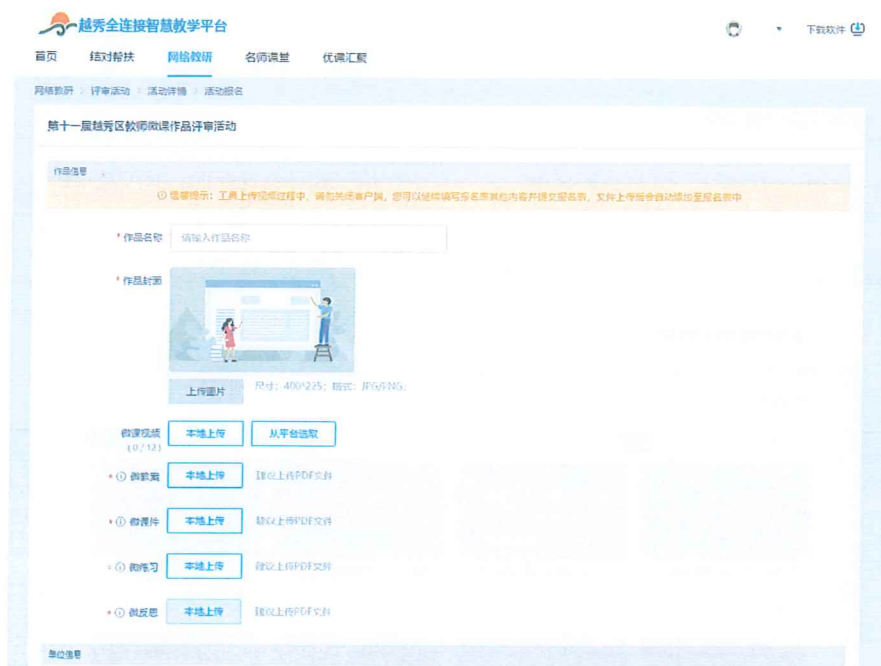 越秀全连接智慧教学平台
下载软件
首页 结对帮扶 网络教研 名师课堂 优课汇聚
网络教研 > 评审活动 > 活动详情 > 活动报名
第十一届越秀区教师微课作品评审活动
作品信息
温馨提示：工具上传视频过程中，请勿关闭客户端，您可以继续填写报名表其他内容并提交报名表，文件上传后会自动添加至报名表中
* 作品名称 请输入作品名称
* 作品封面
上传图片 尺寸：400*225；格式：JPG/PNG；
微课视频 本地上传 从平台选取
(0/12)
* 微教案 本地上传 建议上传PDF文件
* 微课件 本地上传 建议上传PDF文件
* 微练习 本地上传 建议上传PDF文件
* 微反思 本地上传 建议上传PDF文件
单位信息